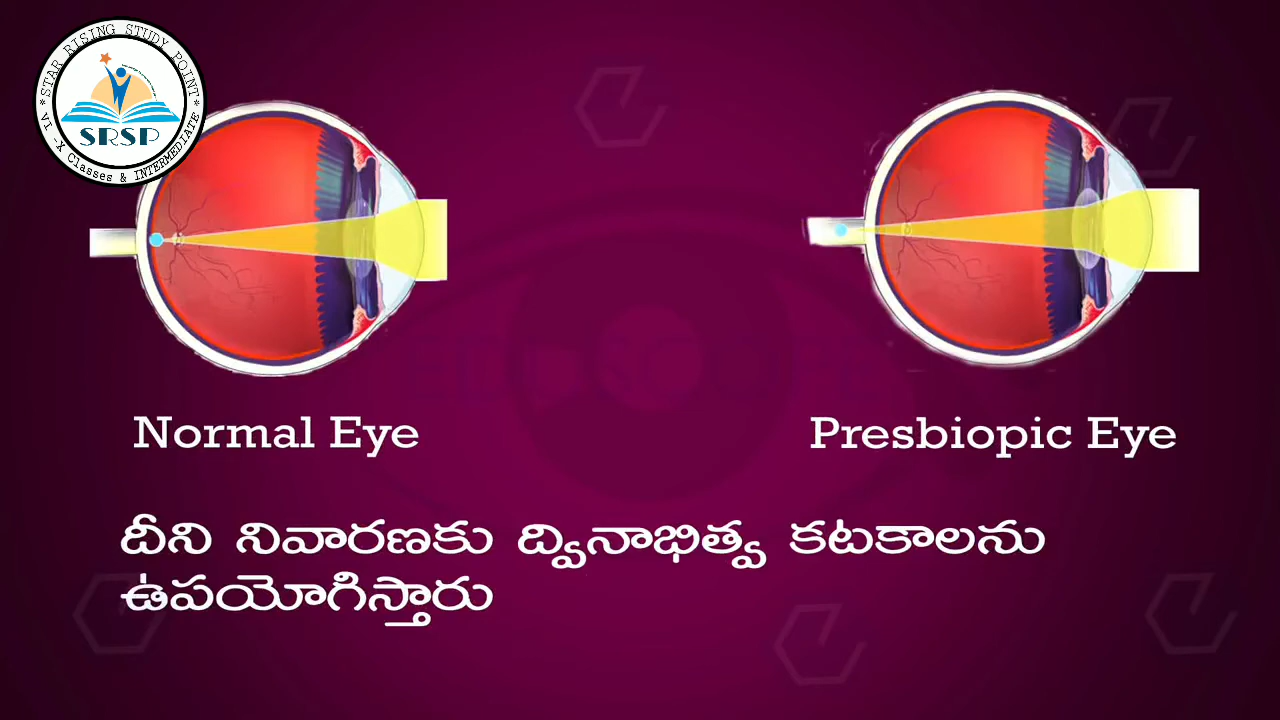 * STAR RISING STUDY POINT *
VI - X Classes & INTERMEDIATE
SRSP
Normal Eye
Presbiopic Eye
దీని నివారణకు ద్వినాభిత్వ కటకాలను
ఉపయోగిస్తారు